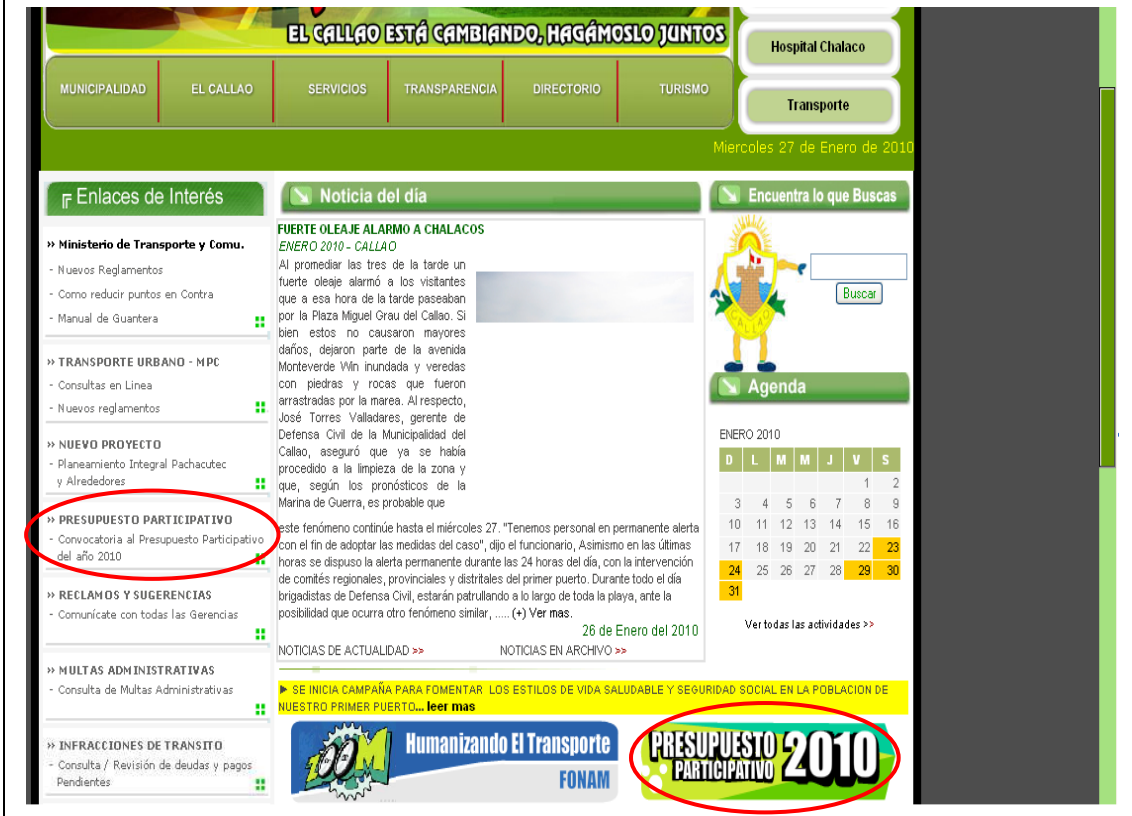 EL CALLAO ESTÁ CAMBIANDO, HAGÁMOSLO JUNTOS
Hospital Chalaco
Transporte
MUNICIPALIDAD EL CALLAO SERVICIOS TRANSPARENCIA DIRECTORIO TURISMO
Miercoles 27 de Enero de 2010
Enlaces de Interés
» Ministerio de Transporte y Comu.
- Nuevos Reglamentos
- Como reducir puntos en Contra
- Manual de Guantera
» TRANSPORTE URBANO - MPC
- Consultas en Linea
- Nuevos reglamentos
» NUEVO PROYECTO
- Planeamiento Integral Pachacutec
y Alrededores
» PRESUPUESTO PARTICIPATIVO
- Convocatoria al Presupuesto Participativo
del año 2010
» RECLAMOS Y SUGERENCIAS
- Comunícate con todas las Gerencias
» MULTAS ADMINISTRATIVAS
- Consulta de Multas Administrativas
» INFRACCIONES DE TRANSITO
- Consulta / Revisión de deudas y pagos
Pendientes
Noticia del día
FUERTE OLEAJE ALARMO A CHALACOS
ENERO 2010 - CALLAO
Al promediar las tres de la tarde un
fuerte oleaje alarmó a los visitantes
que a esa hora de la tarde paseaban
por la Plaza Miguel Grau del Callao. Si
bien estos no causaron mayores
daños, dejaron parte de la avenida
Monteverde Win inundada y veredas
con piedras y rocas que fueron
arrastradas por la marea. Al respecto,
José Torres Valladares, gerente de
Defensa Civil de la Municipalidad del
Callao, aseguró que ya se había
procedido a la limpieza de la zona y
que, según los pronósticos de la
Marina de Guerra, es probable que
este fenómeno continúe hasta el miércoles 27. "Tenemos personal en permanente alerta
con el fin de adoptar las medidas del caso", dijo el funcionario, Asimismo en las últimas
horas se dispuso la alerta permanente durante las 24 horas del día, con la intervención
de comités regionales, provinciales y distritales del primer puerto. Durante todo el día
brigadistas de Defensa Civil, estarán patrullando a lo largo de toda la playa, ante la
posibilidad que ocurra otro fenómeno similar, ..... (+) Ver mas.
26 de Enero del 2010
NOTICIAS DE ACTUALIDAD >> NOTICIAS EN ARCHIVO >>
Encuentra lo que Buscas
CALLAO
Buscar
Agenda
ENERO 2010
D L M M J V S
1 2
3 4 5 6 7 8 9
10 11 12 13 14 15 16
17 18 19 20 21 22 23
24 25 26 27 28 29 30
31
Ver todas las actividades >>
► SE INICIA CAMPAÑA PARA FOMENTAR LOS ESTILOS DE VIDA SALUDABLE Y SEGURIDAD SOCIAL EN LA POBLACION DE
NUESTRO PRIMER PUERTO... leer mas
Humanizando El Transporte
FONAM
PRESUPUESTO
PARTICIPATIVO 2010